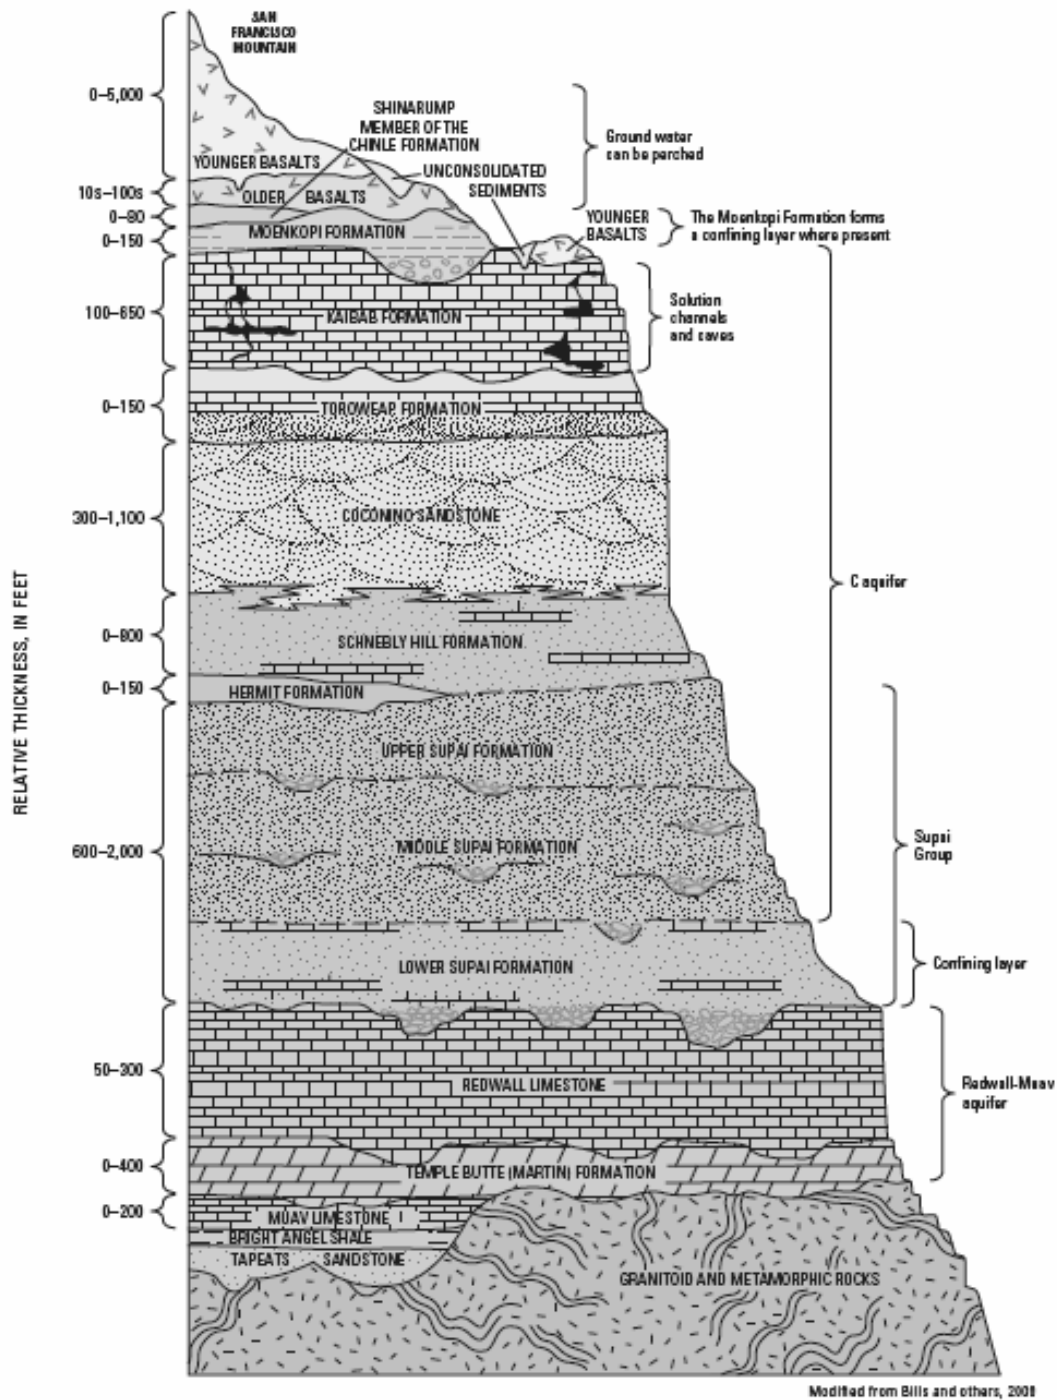 SAN
FRANCISCO
MOUNTAIN
0–5,000
SHINARUMP
MEMBER OF THE
CHINLE FORMATION
Ground water
can be perched
YOUNGER BASALTS
UNCONSOLIDATED
SEDIMENTS
10s–100s
OLDER BASALTS
0–80
YOUNGER
BASALTS
The Moenkopi Formation forms
a confining layer where present
MOENKOPI FORMATION
0–150
Solution
channels
and caves
100–650
KAIBAB FORMATION
0–150
TOROWEAP FORMATION
300–1,100
COCONINO SANDSTONE
RELATIVE THICKNESS, IN FEET
C aquifer
0–800
SCHNEBLY HILL FORMATION
0–150
HERMIT FORMATION
UPPER SUPAI FORMATION
600–2,000
MIDDLE SUPAI FORMATION
Supai
Group
LOWER SUPAI FORMATION
Confining layer
50–300
REDWALL LIMESTONE
Redwall-Muav
aquifer
0–400
TEMPLE BUTTE (MARTIN) FORMATION
0–200
MUAV LIMESTONE
BRIGHT ANGEL SHALE
TAPEATS SANDSTONE
GRANITOID AND METAMORPHIC ROCKS
Modified from Bills and others,